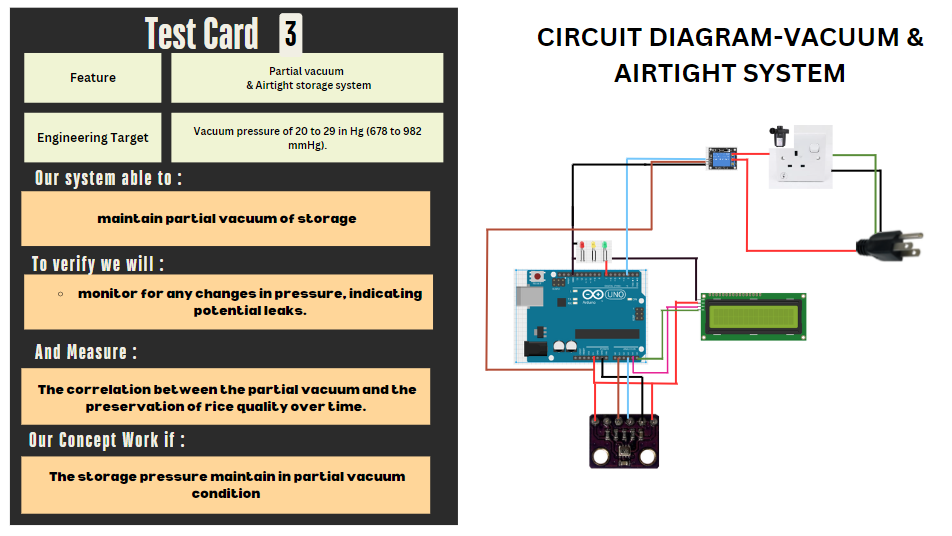 Test Card 3
Feature
Partial vacuum
& Airtight storage system
Engineering Target
Vacuum pressure of 20 to 29 in Hg (678 to 982
mmHg).
Our system able to :
maintain partial vacuum of storage
To verify we will :
monitor for any changes in pressure, indicating
potential leaks.
And Measure :
The correlation between the partial vacuum and the
preservation of rice quality over time.
Our Concept Work if :
The storage pressure maintain in partial vacuum
condition
CIRCUIT DIAGRAM-VACUUM &
AIRTIGHT SYSTEM
UNO
Arduino